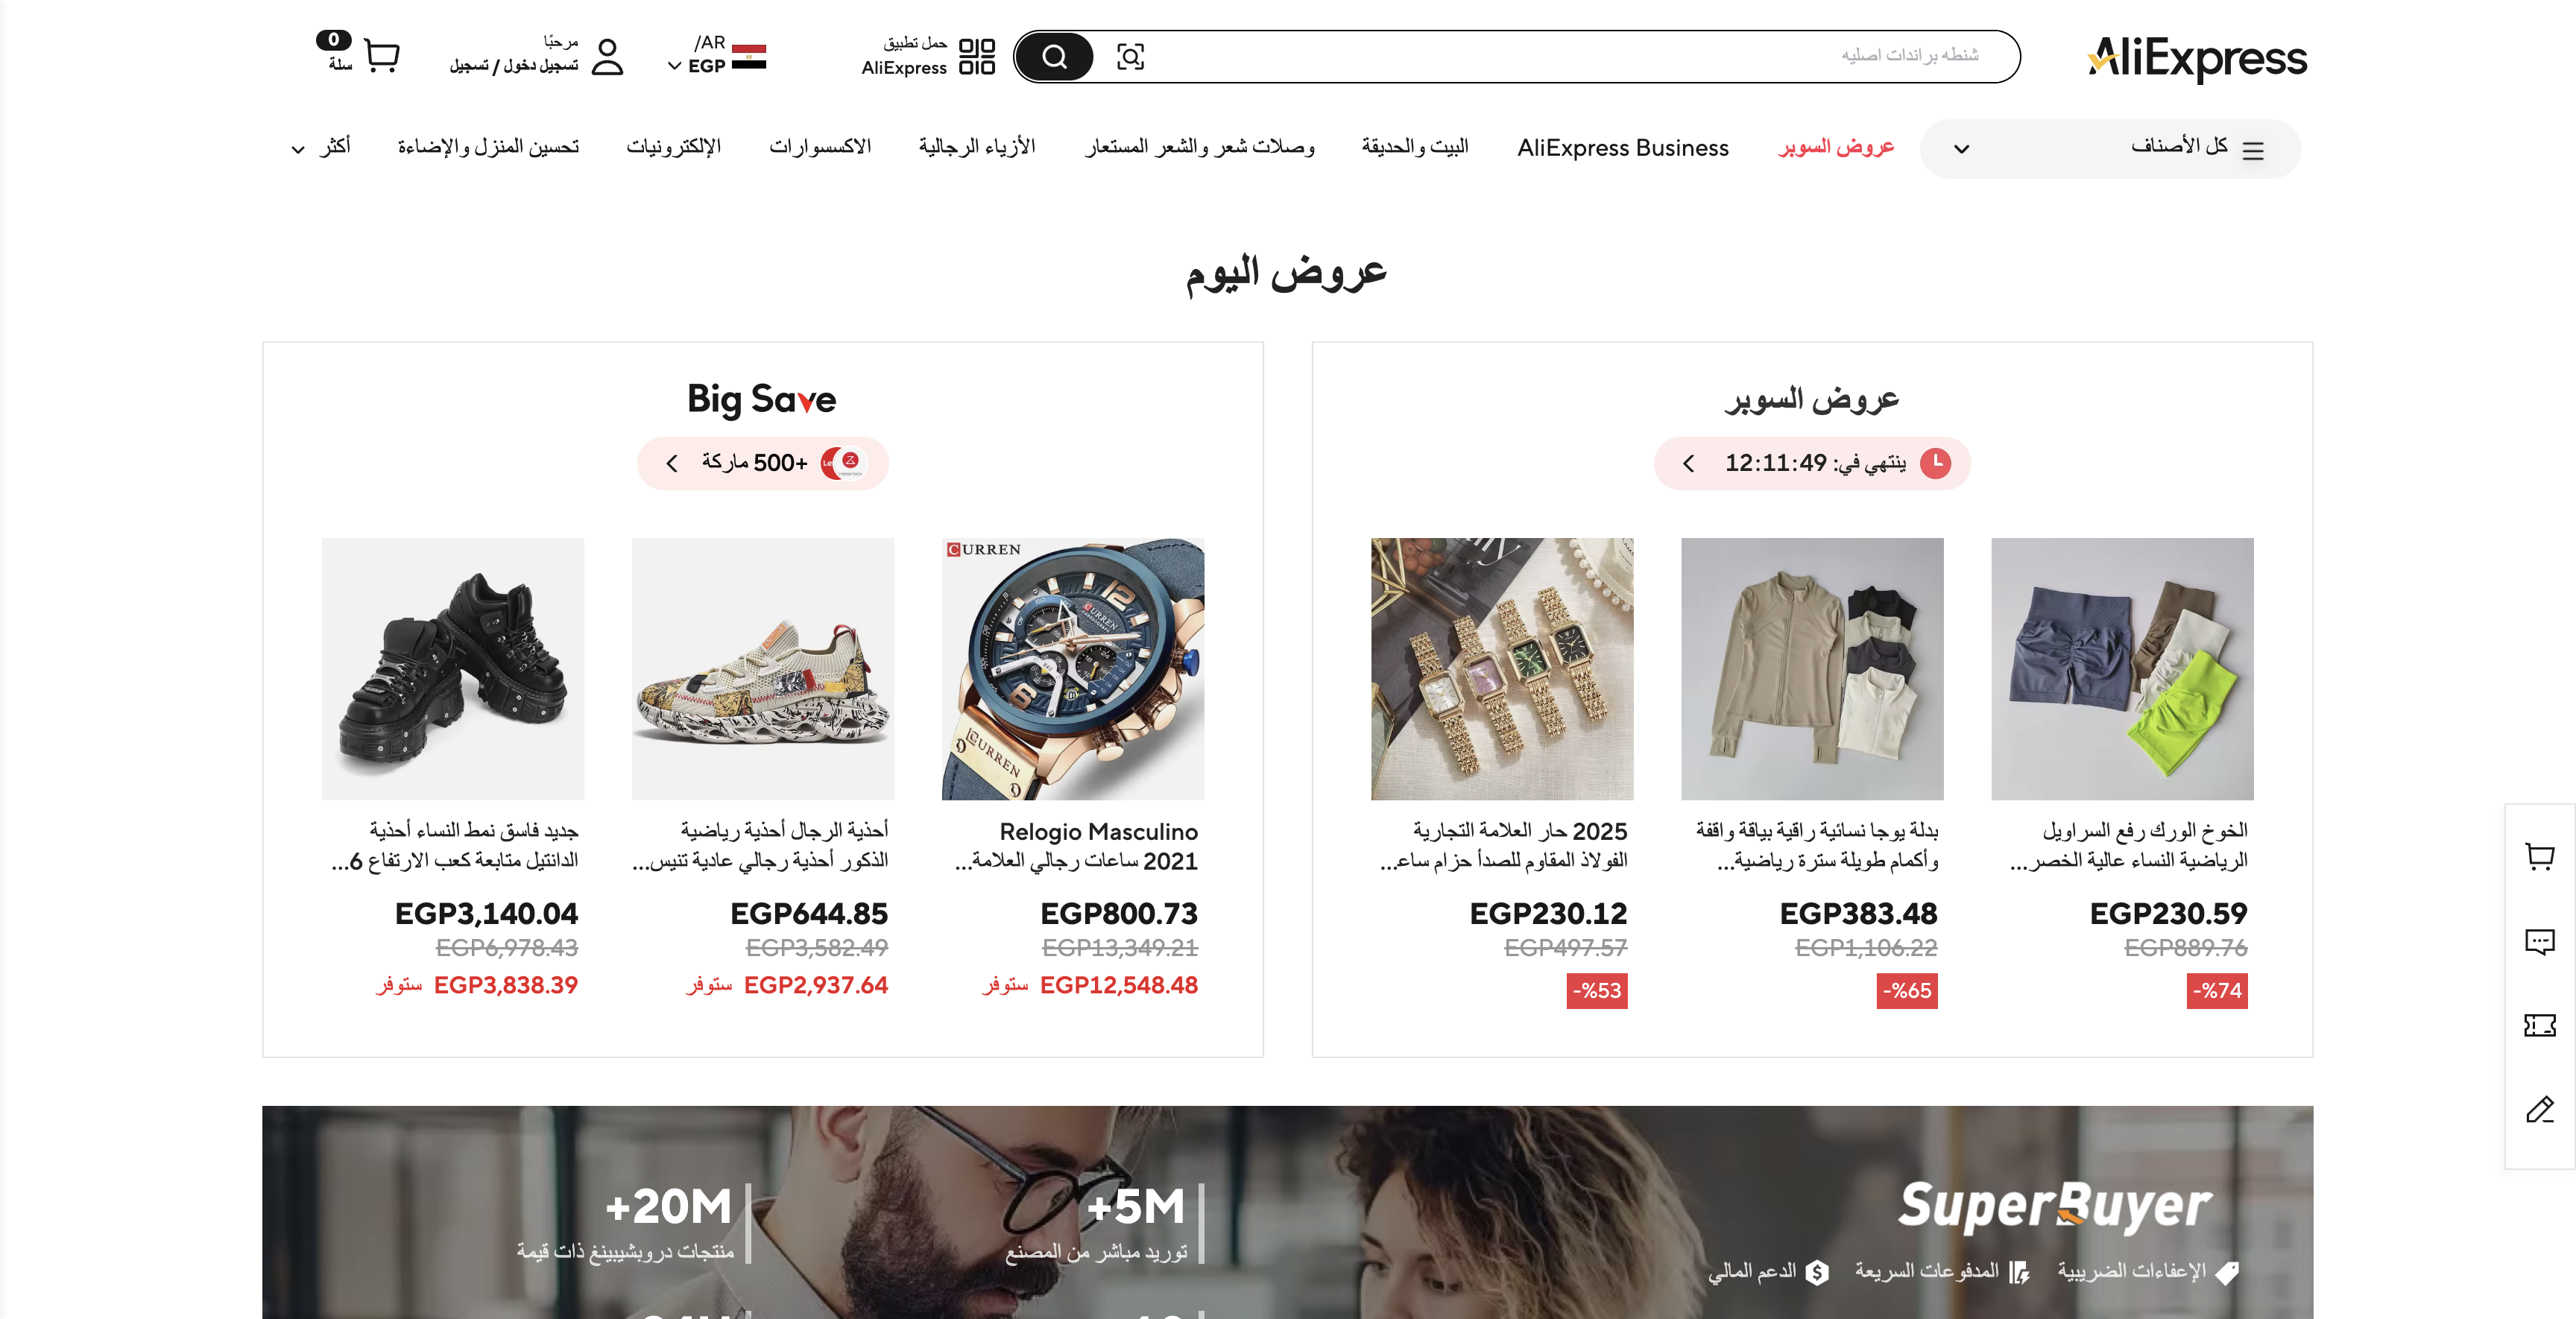 AliExpress
شنطه براندات اصليه
حمل تطبيق
AliExpress
/AR
EGP
مرحبًا
تسجيل دخول / تسجيل
0
سلة
كل الأصناف
عروض السوبر
AliExpress Business
البيت والحديقة
وصلات شعر والشعر المستعار
الأزياء الرجالية
الاكسسوارات
الإلكترونيات
تحسين المنزل والإضاءة
أكثر
عروض اليوم
عروض السوبر
ينتهي في: 12:11:49
الخوخ الورك رفع السراويل
الرياضية النساء عالية الخصر...
EGP230.59
EGP889.76
-%74
بدلة يوجا نسائية راقية بياقة واقفة
وأكمام طويلة سترة رياضية...
EGP383.48
EGP1,106.22
-%65
2025 حار العلامة التجارية
الفولاذ المقاوم للصدأ حزام ساعـ...
EGP230.12
EGP497.57
-%53
Big Save
+500 ماركة
CURREN
CURREN
CURREN
Relogio Masculino
2021 ساعات رجالي العلامة...
EGP800.73
EGP13,349.21
ستوفر EGP12,548.48
أحذية الرجال أحذية رياضية
الذكور أحذية رجالي عادية تنيس...
EGP644.85
EGP3,582.49
ستوفر EGP2,937.64
جديد فاسق نمط النساء أحذية
الدانتيل متابعة كعب الارتفاع 6...
EGP3,140.04
EGP6,978.43
ستوفر EGP3,838.39
SuperBuyer
الإعفاءات الضريبية
المدفوعات السريعة
الدعم المالي
+5M
توريد مباشر من المصنع
+20M
منتجات دروبشيبينغ ذات قيمة